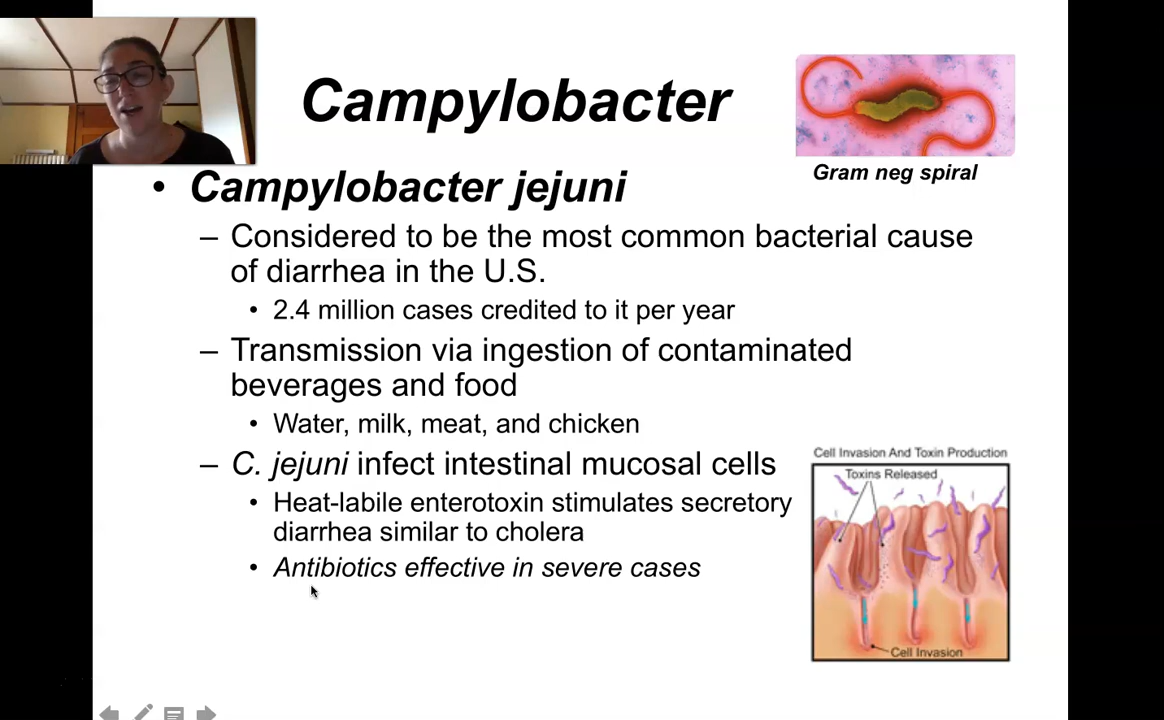 Campylobacter
Gram neg spiral
• Campylobacter jejuni
– Considered to be the most common bacterial cause
of diarrhea in the U.S.
• 2.4 million cases credited to it per year
– Transmission via ingestion of contaminated
beverages and food
• Water, milk, meat, and chicken
– C. jejuni infect intestinal mucosal cells
• Heat-labile enterotoxin stimulates secretory
diarrhea similar to cholera
• Antibiotics effective in severe cases
Cell Invasion And Toxin Production
Toxins Released
Cell Invasion